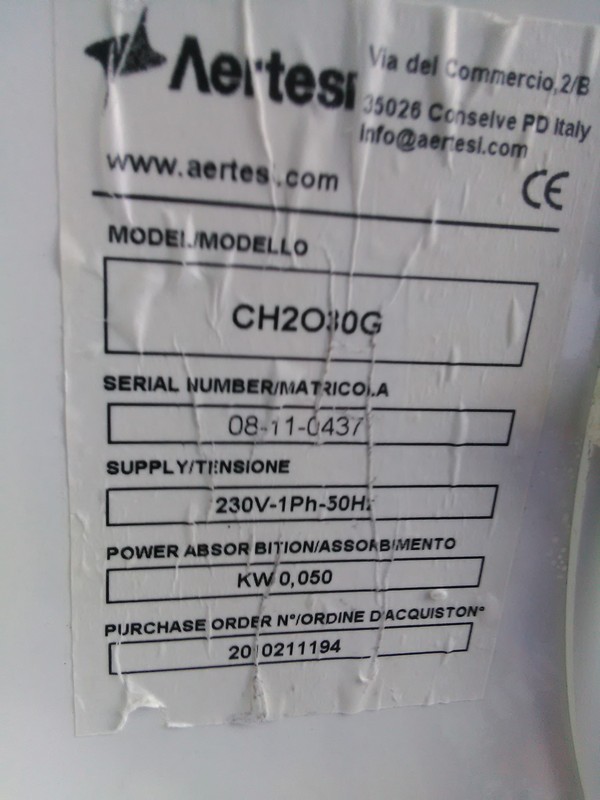 Aertesi
Via del Commercio,2/B
35026 Conselve PD Italy
info@aertesi.com
www.aertesi.com
CE
MODEL/MODELLO
CH2O30G
SERIAL NUMBER/MATRICOLA
08-11-0437
SUPPLY/TENSIONE
230V-1Ph-50Hz
POWER ABSORBITION/ASSORBIMENTO
KW 0,050
PURCHASE ORDER N°/ORDINE D'ACQUISTON°
2010211194